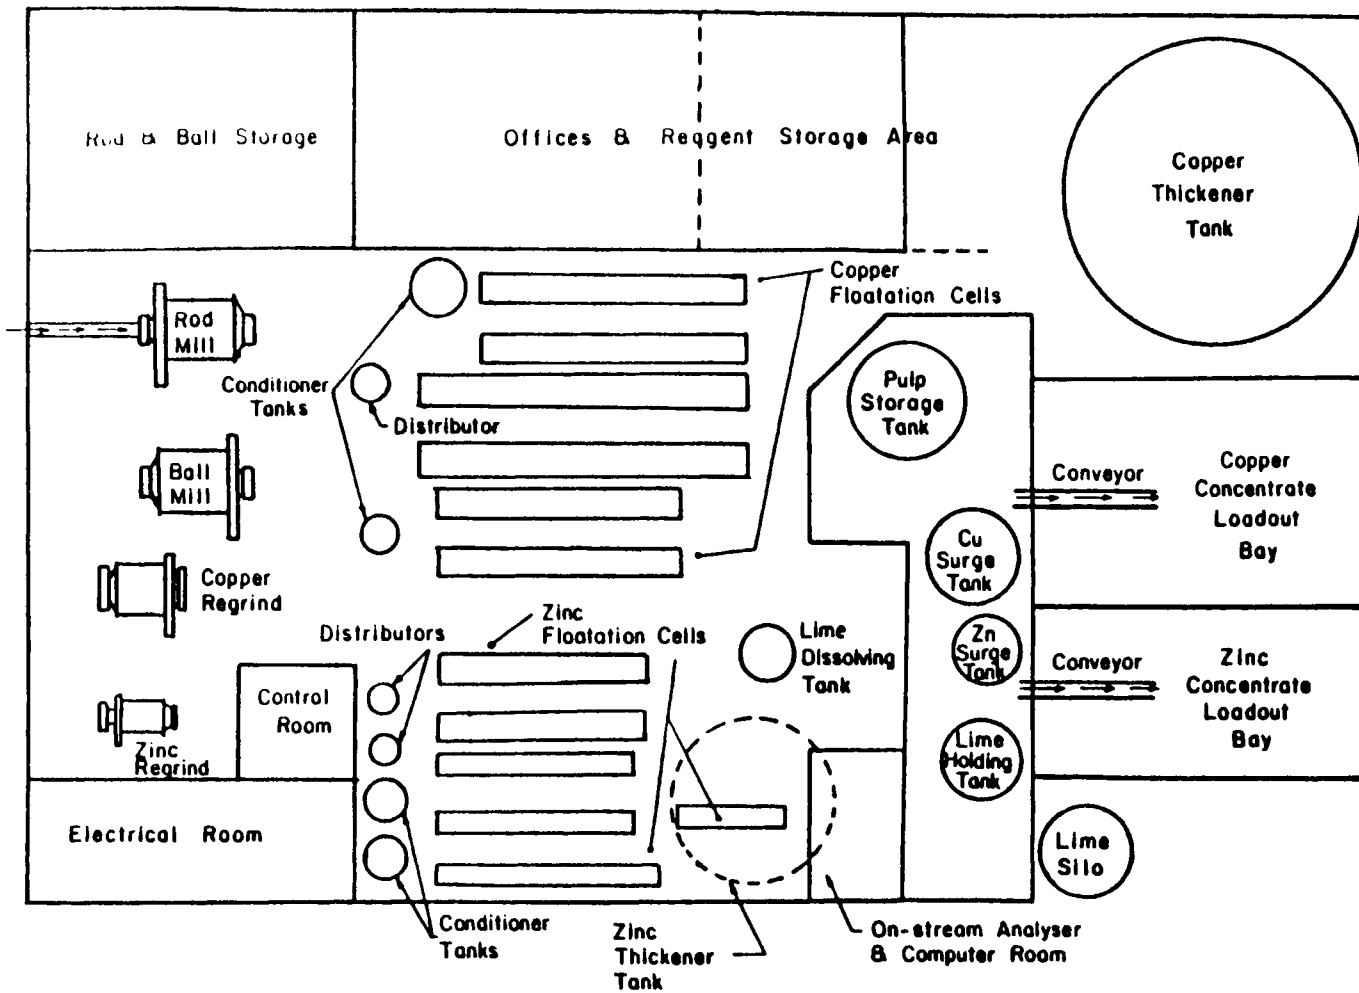 Rod & Ball Storage
Offices & Reagent Storage Area
Copper
Thickener
Tank
Copper
Floatation Cells
Rod
Mill
Conditioner
Tanks
Distributor
Pulp
Storage
Tank
Ball
Mill
Conveyor
Copper
Concentrate
Loadout
Bay
Cu
Surge
Tank
Copper
Regrind
Distributors
Zinc
Floatation Cells
Lime
Dissolving
Tank
Zn
Surge
Tank
Conveyor
Zinc
Concentrate
Loadout
Bay
Control
Room
Zinc
Regrind
Lime
Holding
Tank
Electrical Room
Lime
Silo
Conditioner
Tanks
Zinc
Thickener
Tank
On-stream Analyser
& Computer Room